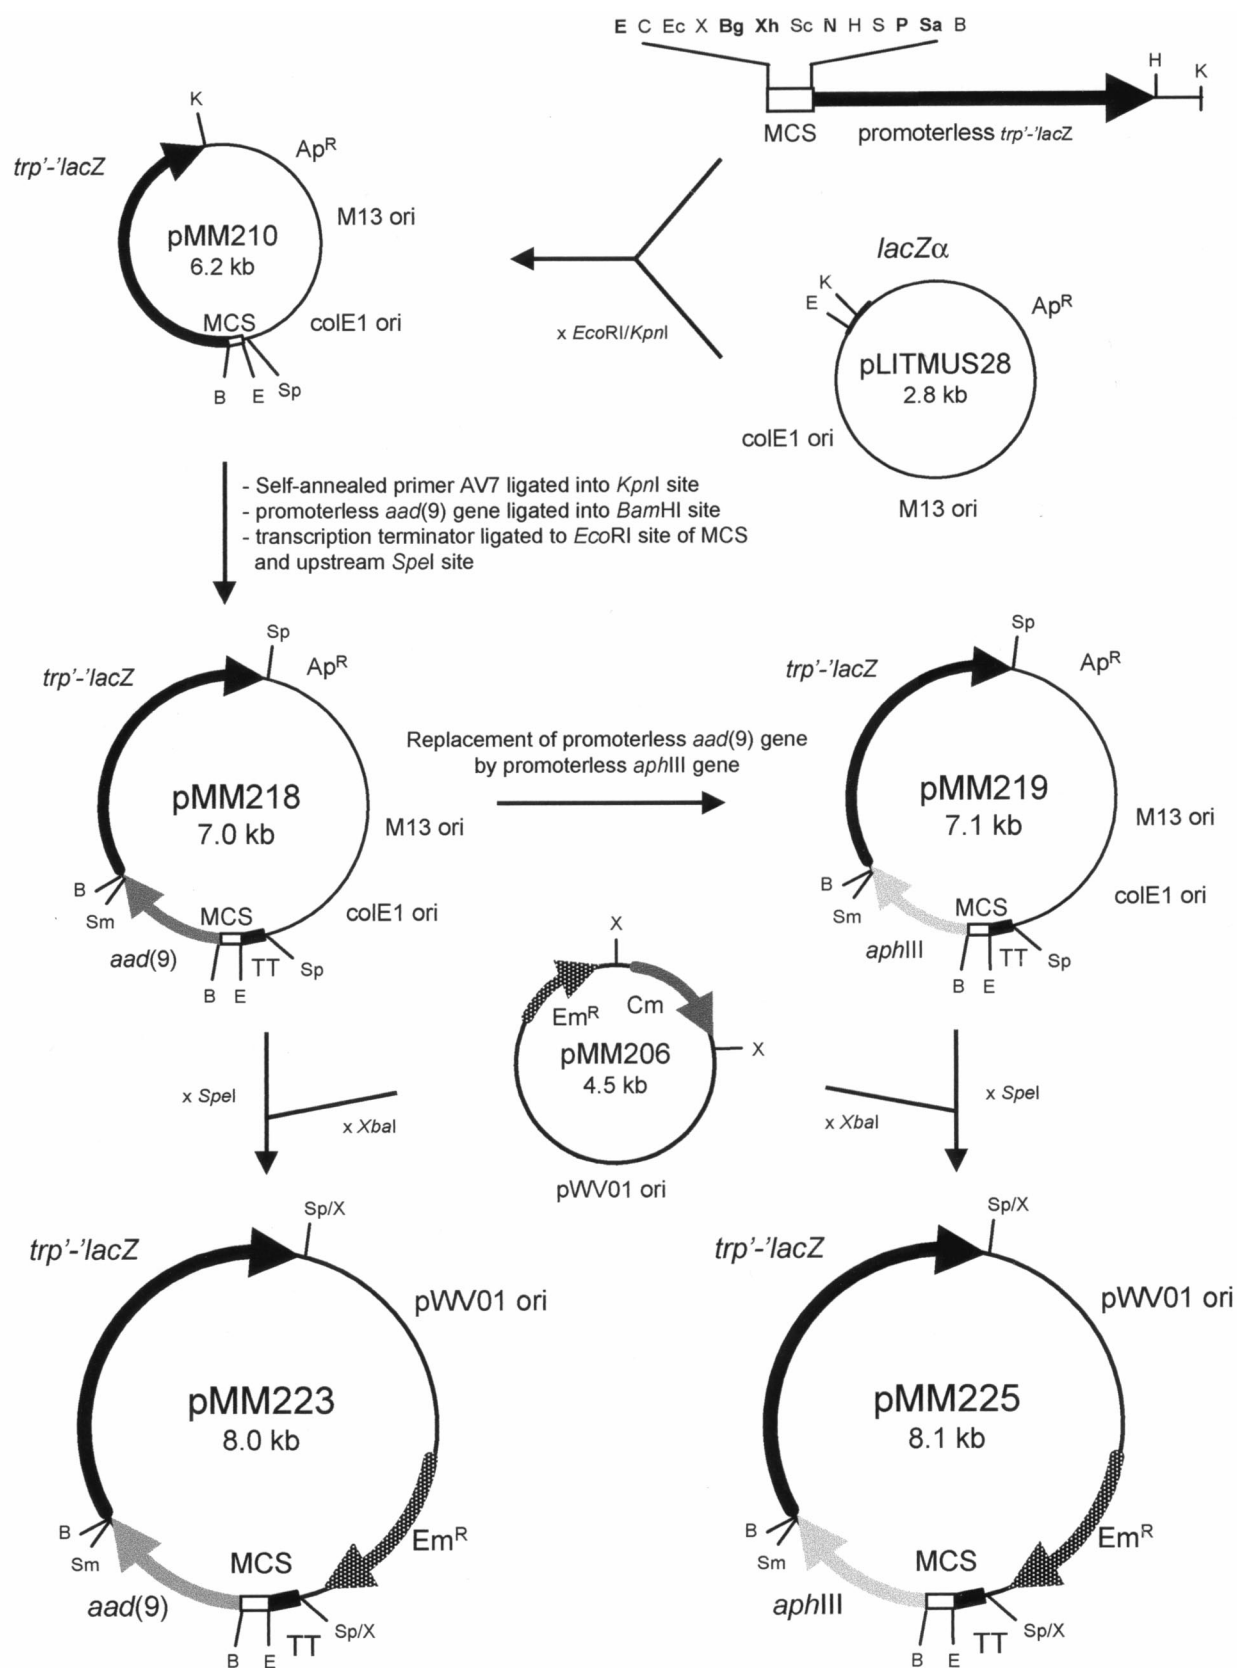 E C Ec X Bg Xh Sc N H S P Sa B
H
K
MCS
promoterless trp'-'lacZ
K
trp'-'lacZ
ApR
M13 ori
pMM210
6.2 kb
MCS
colE1 ori
B E Sp
x EcoRI/KpnI
lacZα
K
E
ApR
pLITMUS28
2.8 kb
colE1 ori
M13 ori
- Self-annealed primer AV7 ligated into KpnI site
- promoterless aad(9) gene ligated into BamHI site
- transcription terminator ligated to EcoRI site of MCS
and upstream SpeI site
Sp
trp'-'lacZ
ApR
pMM218
7.0 kb
M13 ori
B
Sm
MCS
colE1 ori
aad(9)
TT
Sp
B E
Replacement of promoterless aad(9) gene
by promoterless aphIII gene
Sp
trp'-'lacZ
ApR
pMM219
7.1 kb
M13 ori
B
Sm
MCS
colE1 ori
aphIII
TT
Sp
B E
X
EmR
Cm
X
pMM206
4.5 kb
pWV01 ori
x SpeI
x XbaI
x SpeI
x XbaI
Sp/X
trp'-'lacZ
pWV01 ori
pMM223
8.0 kb
B
Sm
EmR
MCS
aad(9)
TT
Sp/X
B E
Sp/X
trp'-'lacZ
pWV01 ori
pMM225
8.1 kb
B
Sm
EmR
MCS
aphIII
TT
Sp/X
B E